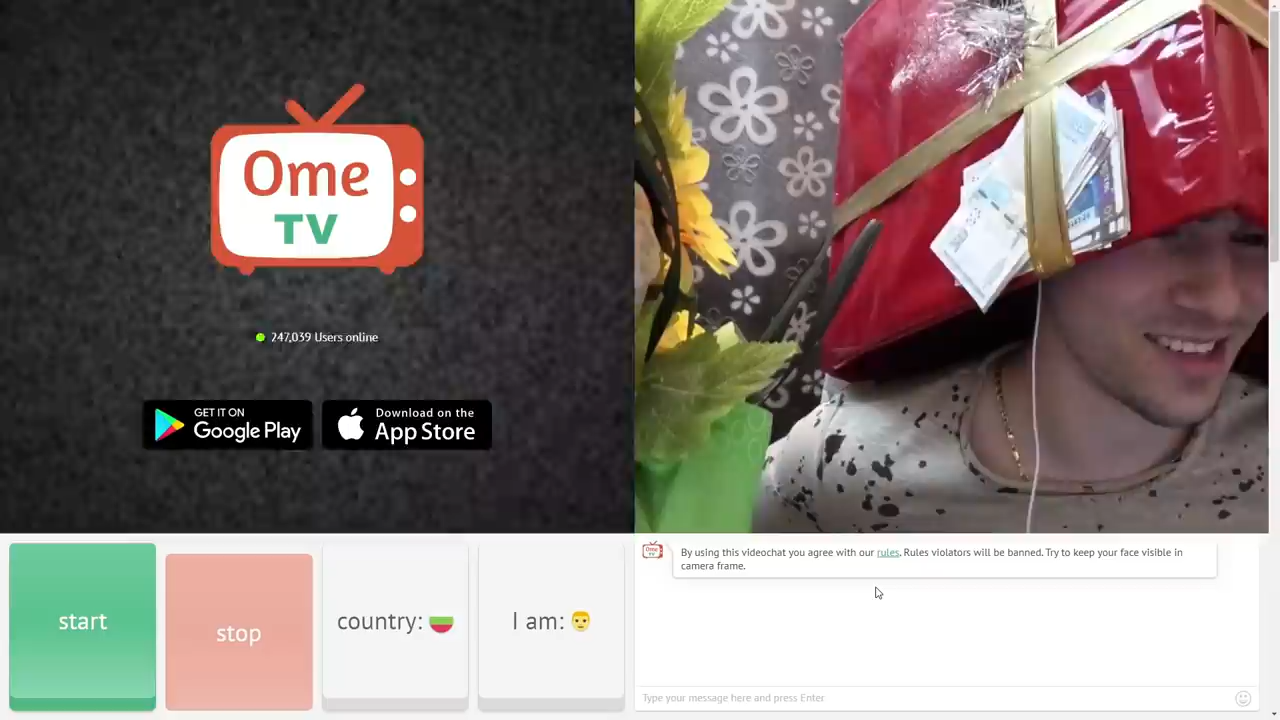 Ome
TV
247,039 Users online
GET IT ON
Google Play
Download on the
App Store
start
stop
country:
I am:
By using this videochat you agree with our rules. Rules violators will be banned. Try to keep your face visible in
camera frame.
Type your message here and press Enter